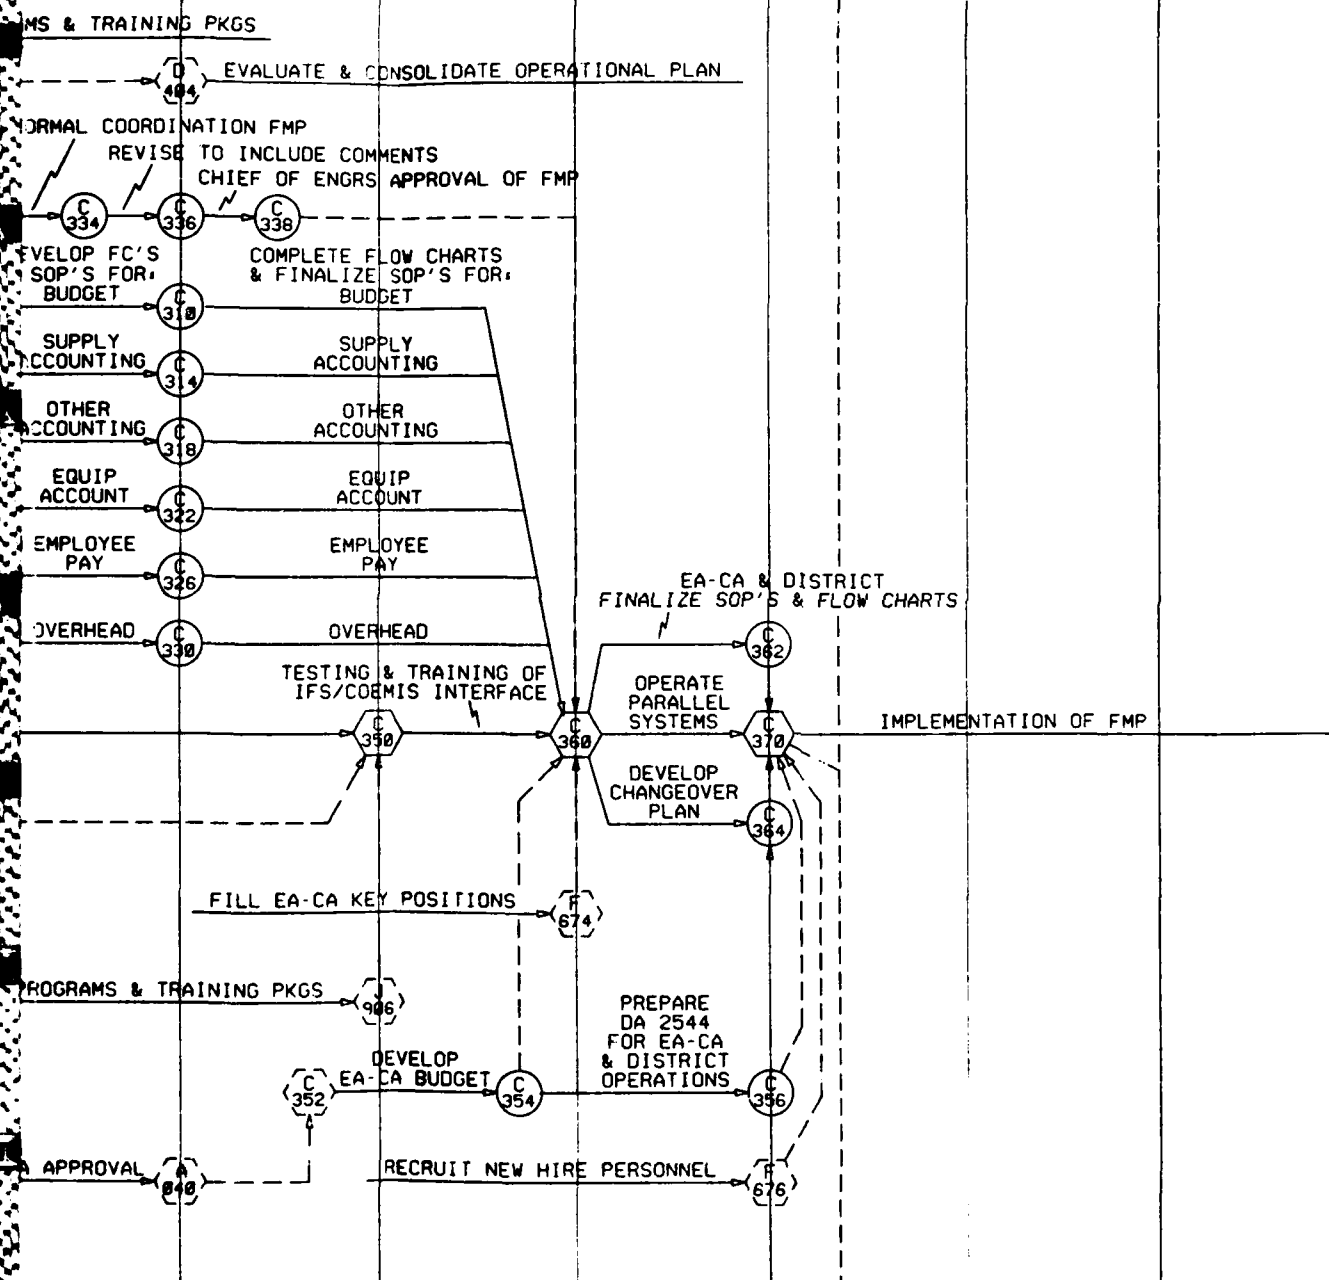 MS & TRAINING PKGS
D
404
EVALUATE & CONSOLIDATE OPERATIONAL PLAN
ORMAL COORDINATION FMP
REVISE TO INCLUDE COMMENTS
CHIEF OF ENGRS APPROVAL OF FMP
C
334
C
336
C
338
EVELOP FC'S
SOP'S FOR:
BUDGET
COMPLETE FLOW CHARTS
& FINALIZE SOP'S FOR:
BUDGET
C
310
SUPPLY
CCOUNTING
C
314
SUPPLY
ACCOUNTING
OTHER
ACCOUNTING
C
318
OTHER
ACCOUNTING
EQUIP
ACCOUNT
C
322
EQUIP
ACCOUNT
EMPLOYEE
PAY
C
326
EMPLOYEE
PAY
OVERHEAD
C
330
OVERHEAD
EA-CA & DISTRICT
FINALIZE SOP'S & FLOW CHARTS
C
362
TESTING & TRAINING OF
IFS/COEMIS INTERFACE
C
350
C
360
OPERATE
PARALLEL
SYSTEMS
C
370
IMPLEMENTATION OF FMP
DEVELOP
CHANGEOVER
PLAN
C
364
FILL EA-CA KEY POSITIONS
F
674
ROGRAMS & TRAINING PKGS
J
906
PREPARE
DA 2544
FOR EA-CA
& DISTRICT
OPERATIONS
C
352
DEVELOP
EA-CA BUDGET
C
354
C
356
A APPROVAL
A
040
RECRUIT NEW HIRE PERSONNEL
F
676